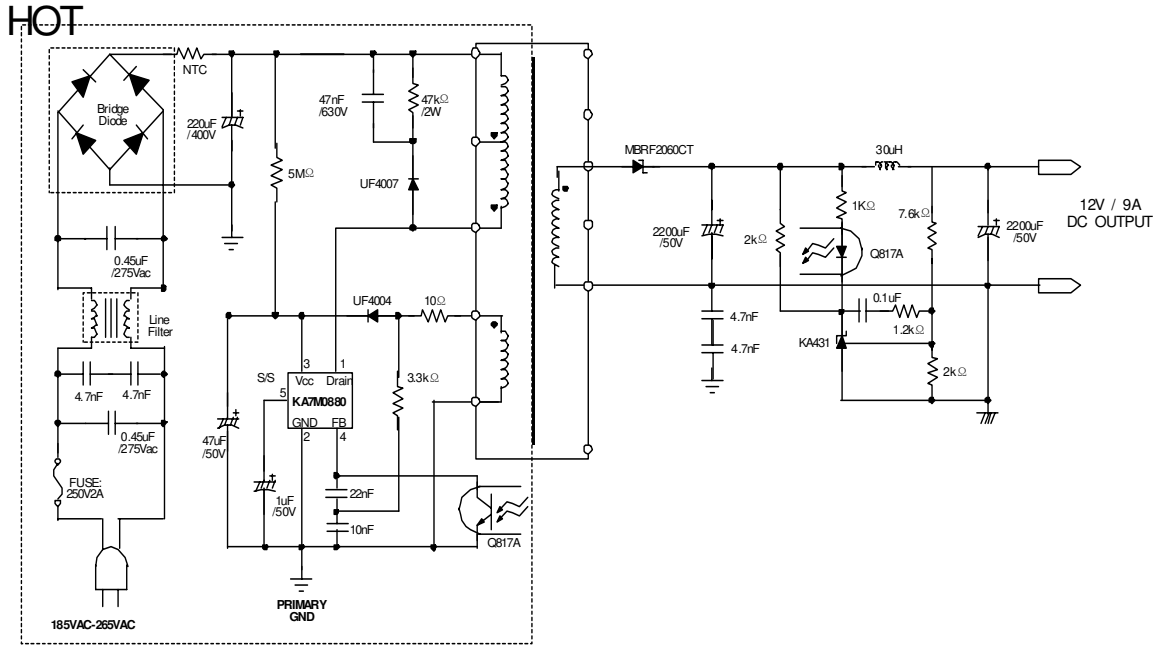 HOT
NTC
Bridge
Diode
220uF
/400V
47nF
/630V
47kΩ
/2W
5MΩ
UF4007
0.45uF
/275Vac
Line
Filter
4.7nF
4.7nF
0.45uF
/275Vac
FUSE:
250V2A
185VAC-265VAC
UF4004
10Ω
S/S
3
1
Vcc
Drain
5
KA7M0880
GND
FB
2
4
3.3kΩ
47uF
/50V
1uF
/50V
22nF
10nF
Q817A
PRIMARY
GND
MBRF2060CT
30uH
2200uF
/50V
2kΩ
1KΩ
7.6kΩ
Q817A
2200uF
/50V
12V / 9A
DC OUTPUT
4.7nF
4.7nF
0.1uF
1.2kΩ
KA431
2kΩ